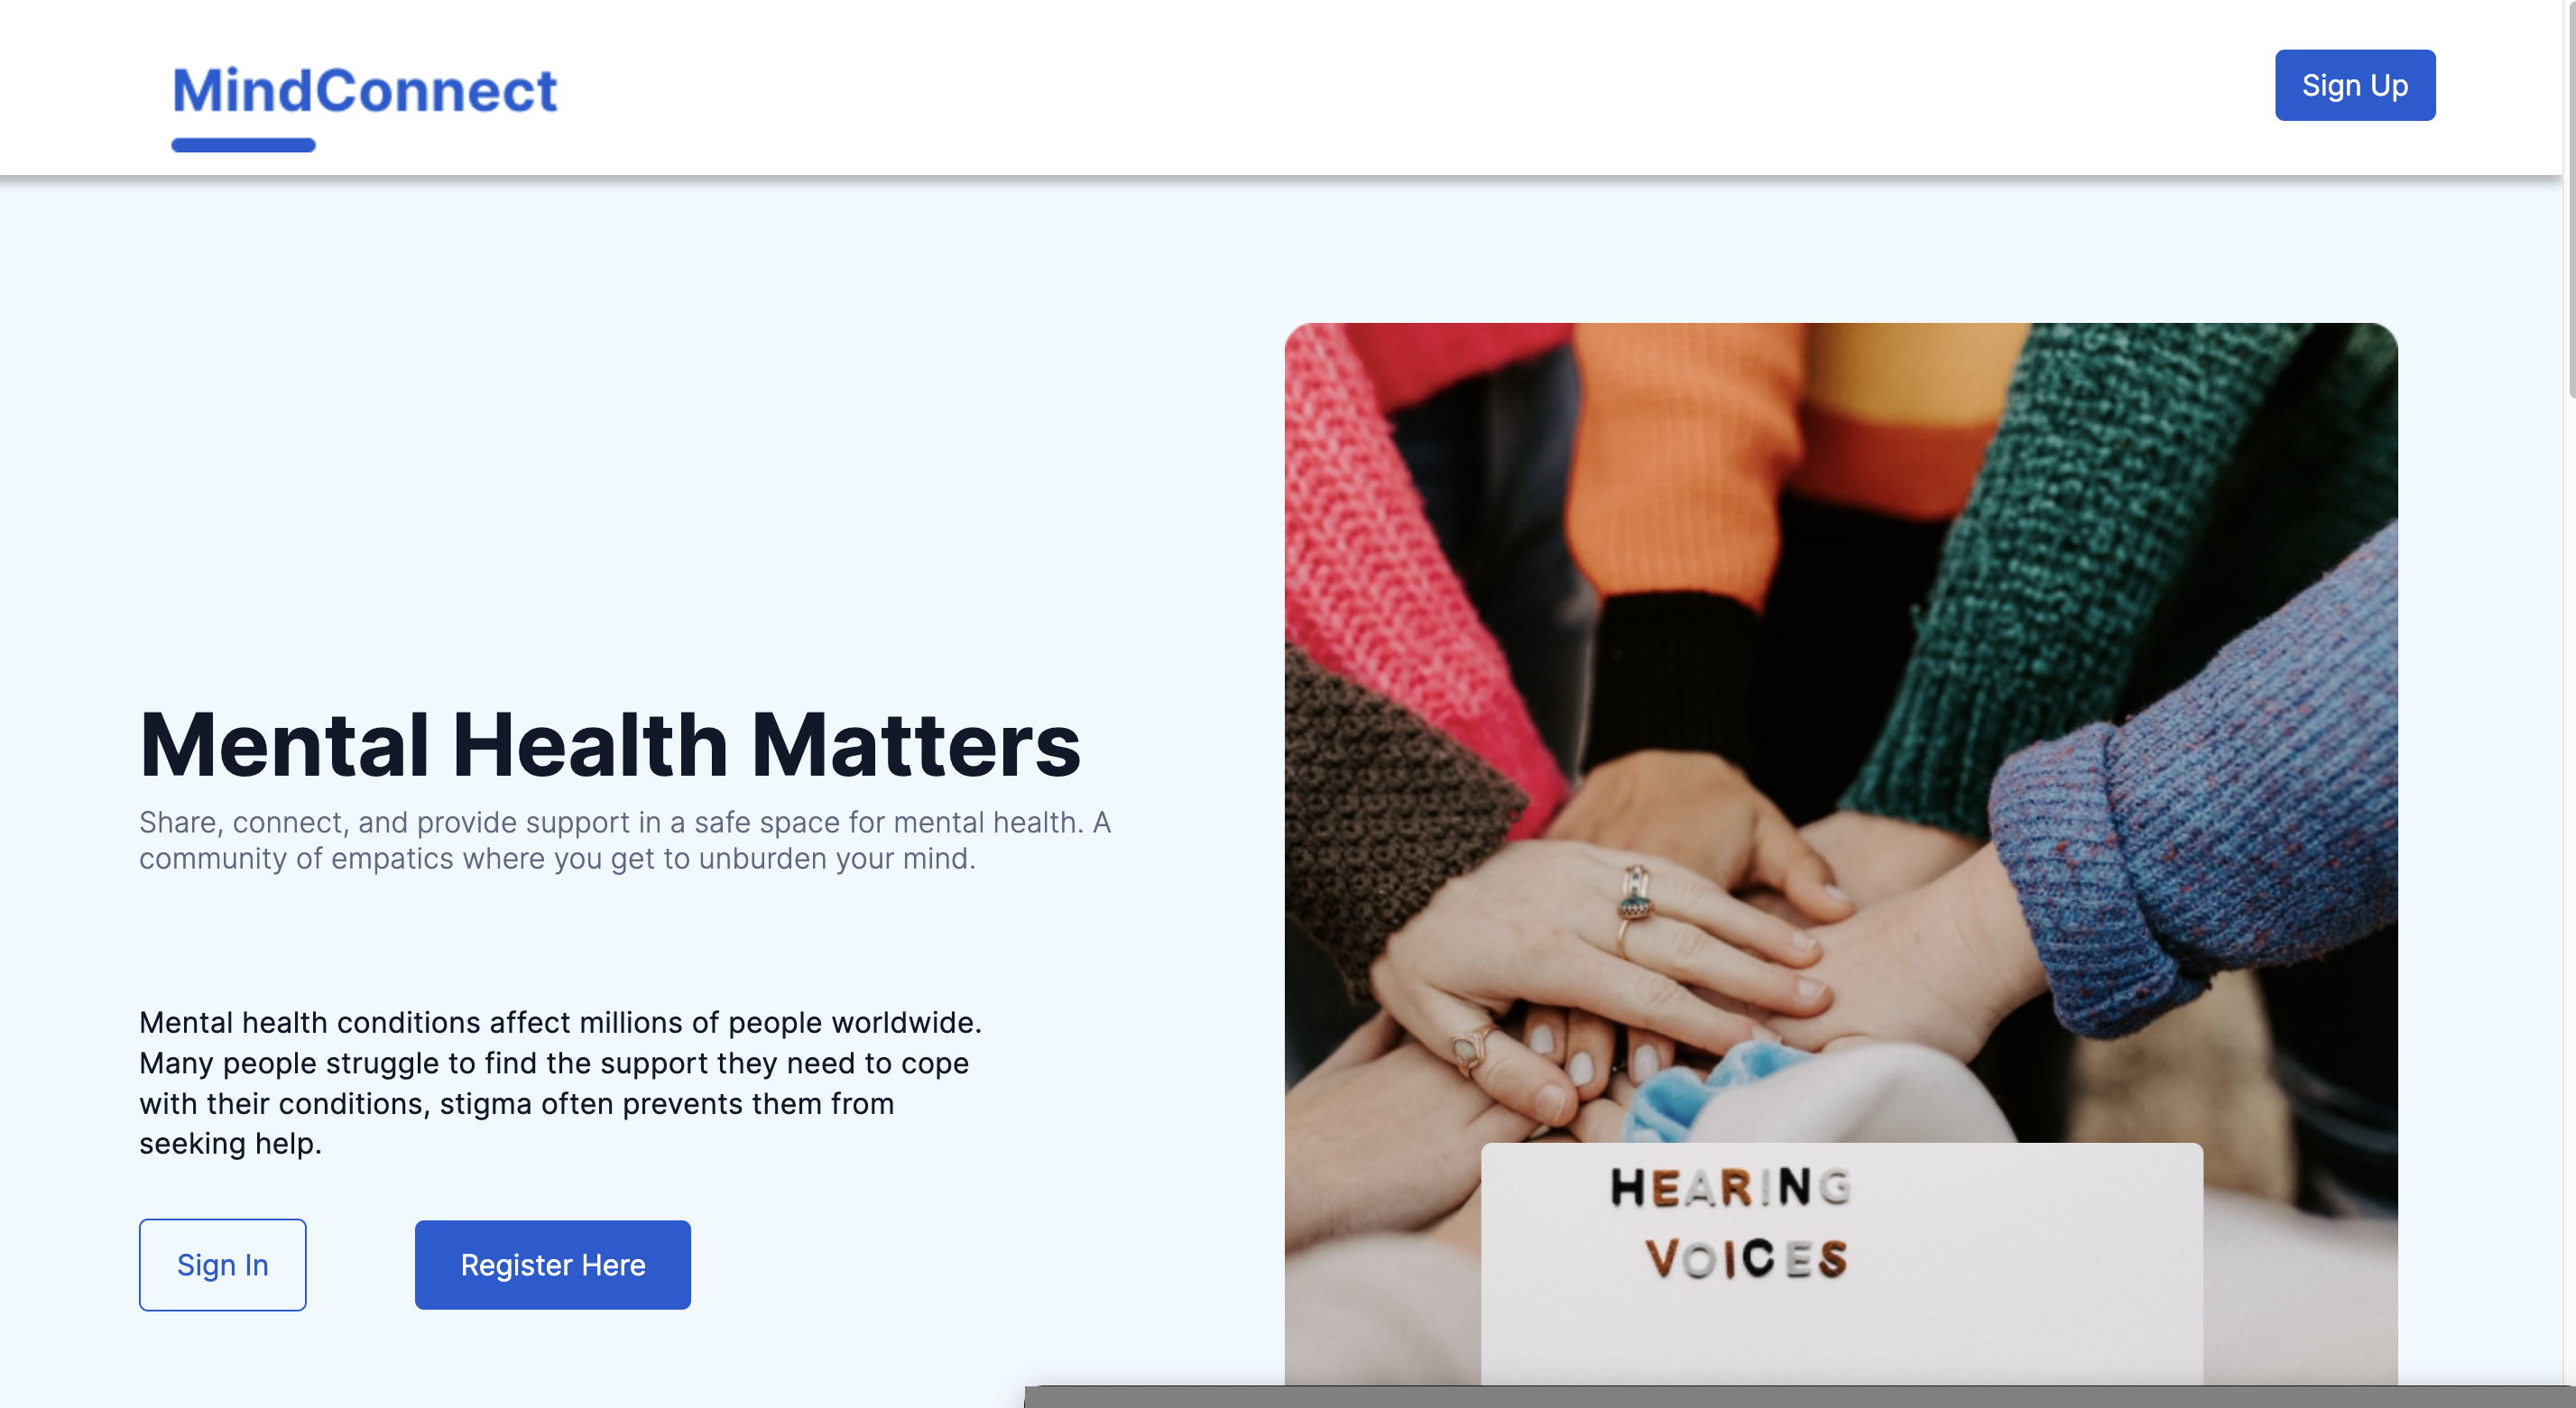 MindConnect
Sign Up
Mental Health Matters
Share, connect, and provide support in a safe space for mental health. A
community of empatics where you get to unburden your mind.
Mental health conditions affect millions of people worldwide.
Many people struggle to find the support they need to cope
with their conditions, stigma often prevents them from
seeking help.
Sign In
Register Here
HEARING
VOICES